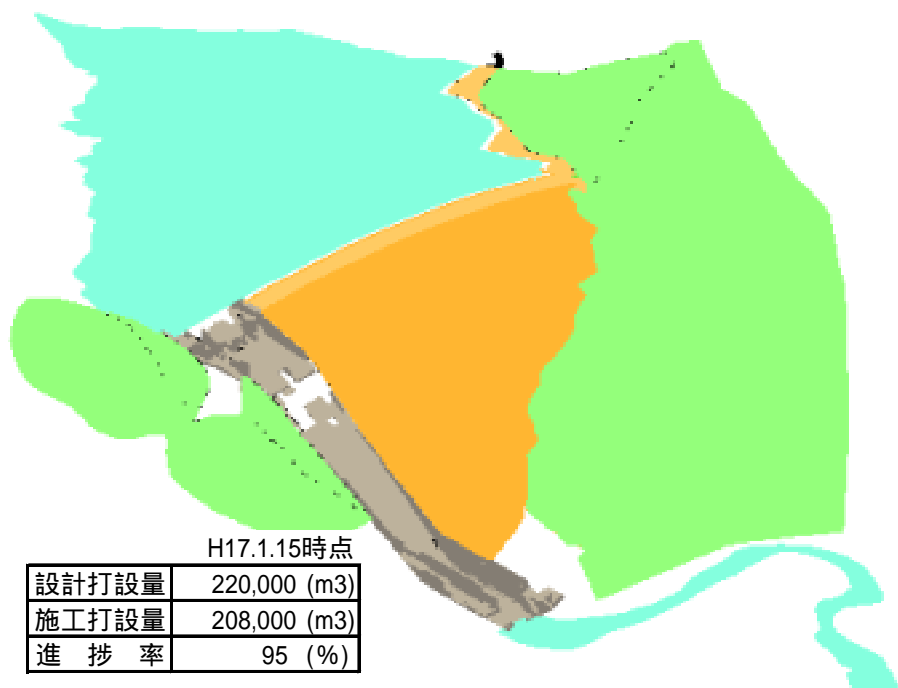 H17.1.15時点
設計打設量 220,000 (m3)
施工打設量 208,000 (m3)
進 捗 率 95 (%)